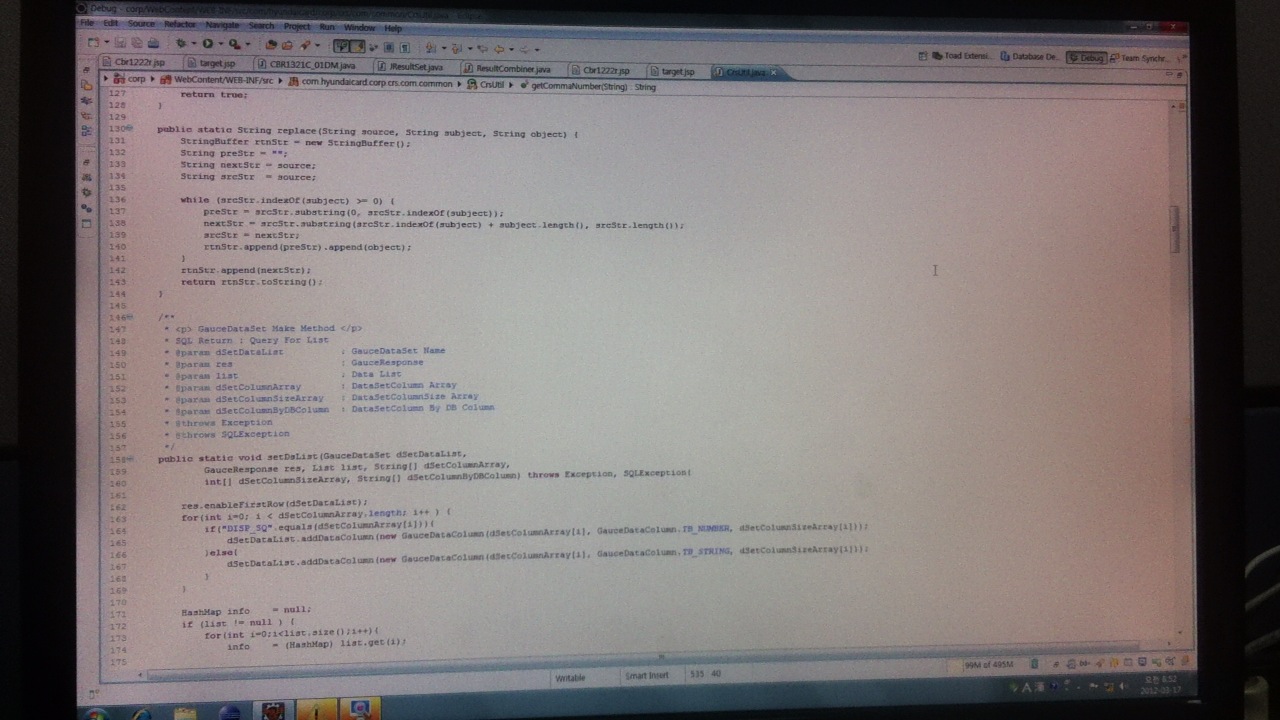 Debug - corp/WebContent/WEB-INF/src/com/hyundaicard/corp/crs/com/common/CrsUtil.java - eclipse
File Edit Source Refactor Navigate Search Project Run Window Help
Toad Extensi... Database De... Debug Team Synchr...
Cbr1222r.jsp target.jsp CBR1321C_01DM.java JResultSet.java ResultCombiner.java Cbr1222r.jsp target.jsp CrsUtil.java
corp WebContent/WEB-INF/src com.hyundaicard.corp.crs.com.common CrsUtil getCommaNumber(String) : String
127 return true;
128 }
129
130 public static String replace(String source, String subject, String object) {
131 StringBuffer rtnStr = new StringBuffer();
132 String preStr = "";
133 String nextStr = source;
134 String srcStr = source;
135
136 while (srcStr.indexOf(subject) >= 0) {
137 preStr = srcStr.substring(0, srcStr.indexOf(subject));
138 nextStr = srcStr.substring(srcStr.indexOf(subject) + subject.length(), srcStr.length());
139 srcStr = nextStr;
140 rtnStr.append(preStr).append(object);
141 }
142 rtnStr.append(nextStr);
143 return rtnStr.toString();
144 }
145
146 /**
147 * <p> GauceDataSet Make Method </p>
148 * SQL Return : Query For List
149 * @param dSetDataList : GauceDataSet Name
150 * @param res : GauceResponse
151 * @param list : Data List
152 * @param dSetColumnArray : DataSetColumn Array
153 * @param dSetColumnSizeArray : DataSetColumnSize Array
154 * @param dSetColumnByDBColumn : DataSetColumn By DB Column
155 * @throws Exception
156 * @throws SQLException
157 */
158 public static void setDsList(GauceDataSet dSetDataList,
159 GauceResponse res, List list, String[] dSetColumnArray,
160 int[] dSetColumnSizeArray, String[] dSetColumnByDBColumn) throws Exception, SQLException{
161
162 res.enableFirstRow(dSetDataList);
163 for(int i=0; i < dSetColumnArray.length; i++ ) {
164 if("DISP_SQ".equals(dSetColumnArray[i])){
165 dSetDataList.addDataColumn(new GauceDataColumn(dSetColumnArray[i], GauceDataColumn.TB_NUMBER, dSetColumnSizeArray[i]));
166 }else{
167 dSetDataList.addDataColumn(new GauceDataColumn(dSetColumnArray[i], GauceDataColumn.TB_STRING, dSetColumnSizeArray[i]));
168 }
169 }
170
171 HashMap info = null;
172 if (list != null ) {
173 for(int i=0;i<list.size();i++){
174 info = (HashMap) list.get(i);
175
Writable Smart Insert 535 : 40 99M of 495M
A 漢 오전 8:52
2012-03-17